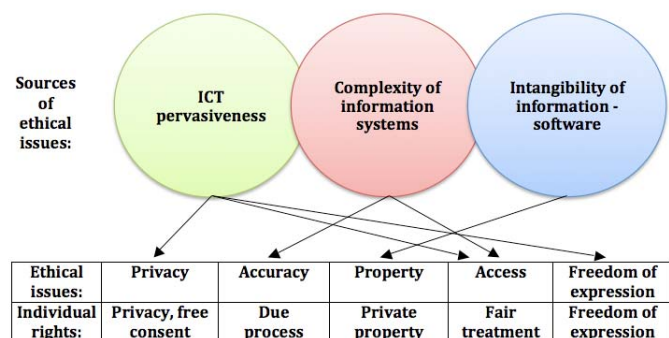 Sources
of
ethical
issues:
ICT
pervasiveness
Complexity of
information
systems
Intangibility of
information -
software
Ethical
issues:
Privacy
Accuracy
Property
Access
Freedom of
expression
Individual
rights:
Privacy, free
consent
Due
process
Private
property
Fair
treatment
Freedom of
expression